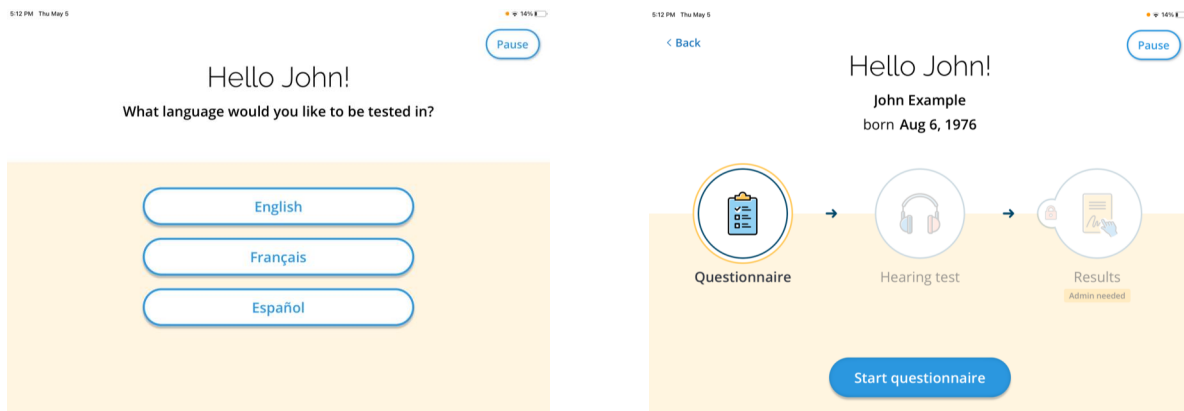 5:12 PM Thu May 5
14%
Pause
Hello John!
What language would you like to be tested in?
English
Français
Español
5:12 PM Thu May 5
14%
< Back
Pause
Hello John!
John Example
born Aug 6, 1976
Questionnaire
Hearing test
Results
Admin needed
Start questionnaire